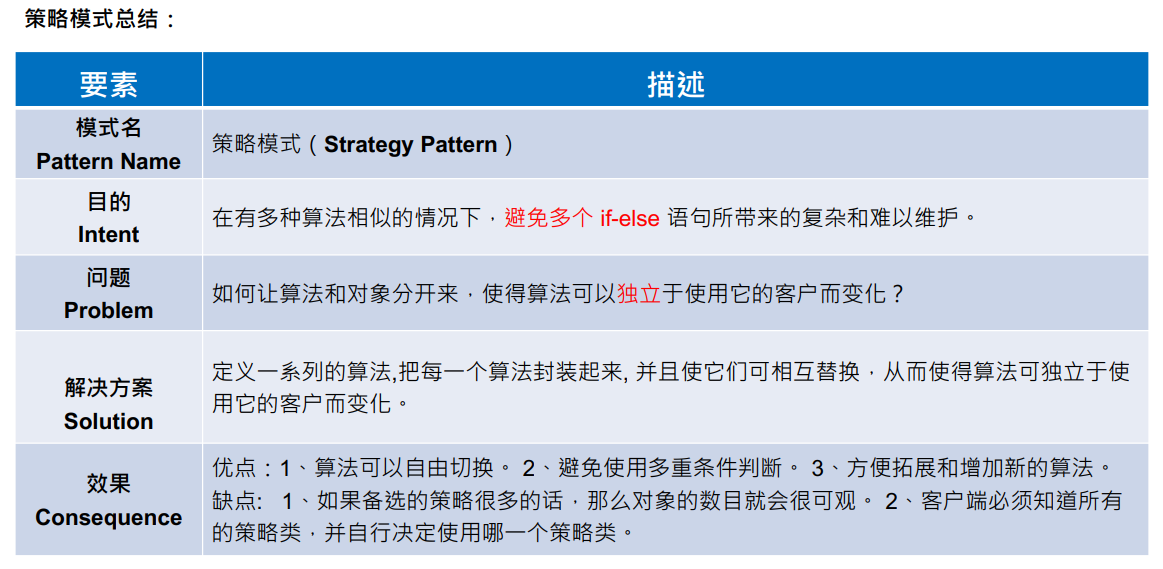 策略模式总结：
要素
描述
模式名
Pattern Name
策略模式（Strategy Pattern）
目的
Intent
在有多种算法相似的情况下，避免多个 if-else 语句所带来的复杂和难以维护。
问题
Problem
如何让算法和对象分开来，使得算法可以独立于使用它的客户而变化？
解决方案
Solution
定义一系列的算法,把每一个算法封装起来, 并且使它们可相互替换，从而使得算法可独立于使
用它的客户而变化。
效果
Consequence
优点：1、算法可以自由切换。 2、避免使用多重条件判断。 3、方便拓展和增加新的算法。
缺点:   1、如果备选的策略很多的话，那么对象的数目就会很可观。 2、客户端必须知道所有
的策略类，并自行决定使用哪一个策略类。